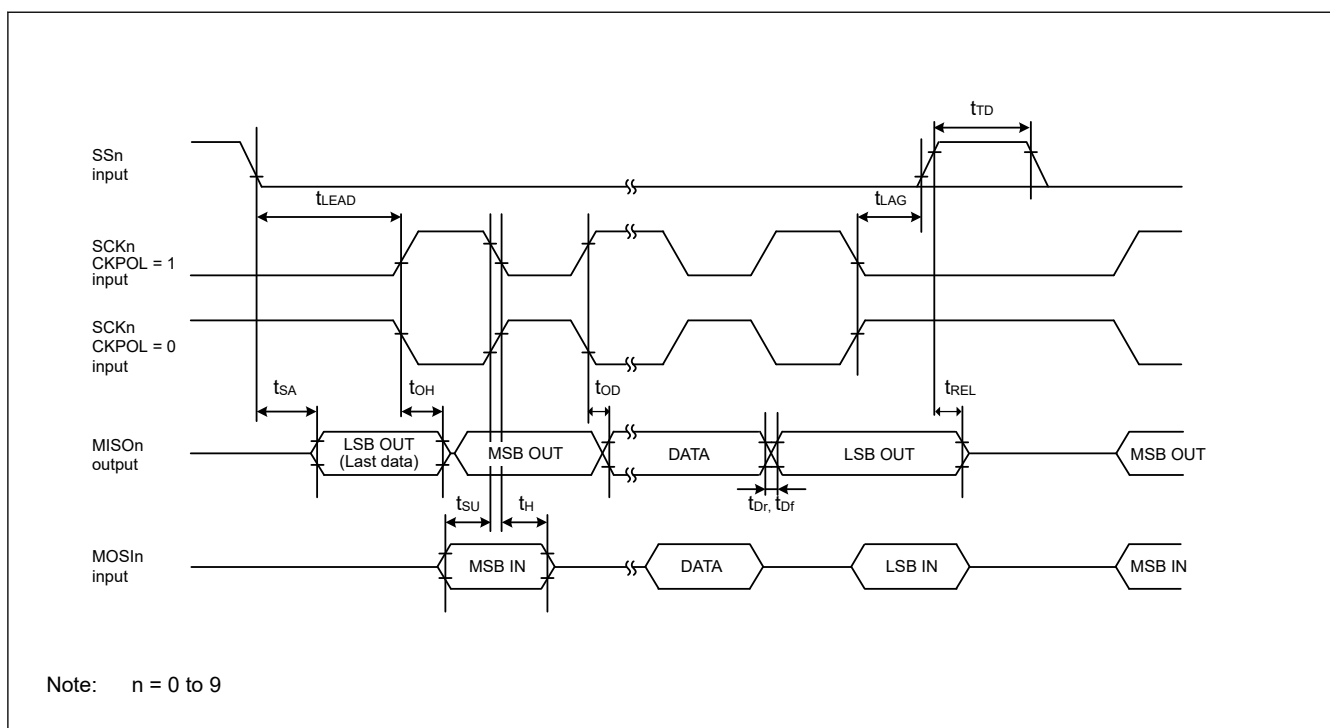 tTD
SSn
input
tLEAD
tLAG
SCKn
CKPOL = 1
input
SCKn
CKPOL = 0
input
tSA
tOH
tOD
tREL
MISOn
output
LSB OUT
(Last data)
MSB OUT
DATA
LSB OUT
MSB OUT
tSU
tH
tDr, tDf
MOSIn
input
MSB IN
DATA
LSB IN
MSB IN
Note: n = 0 to 9